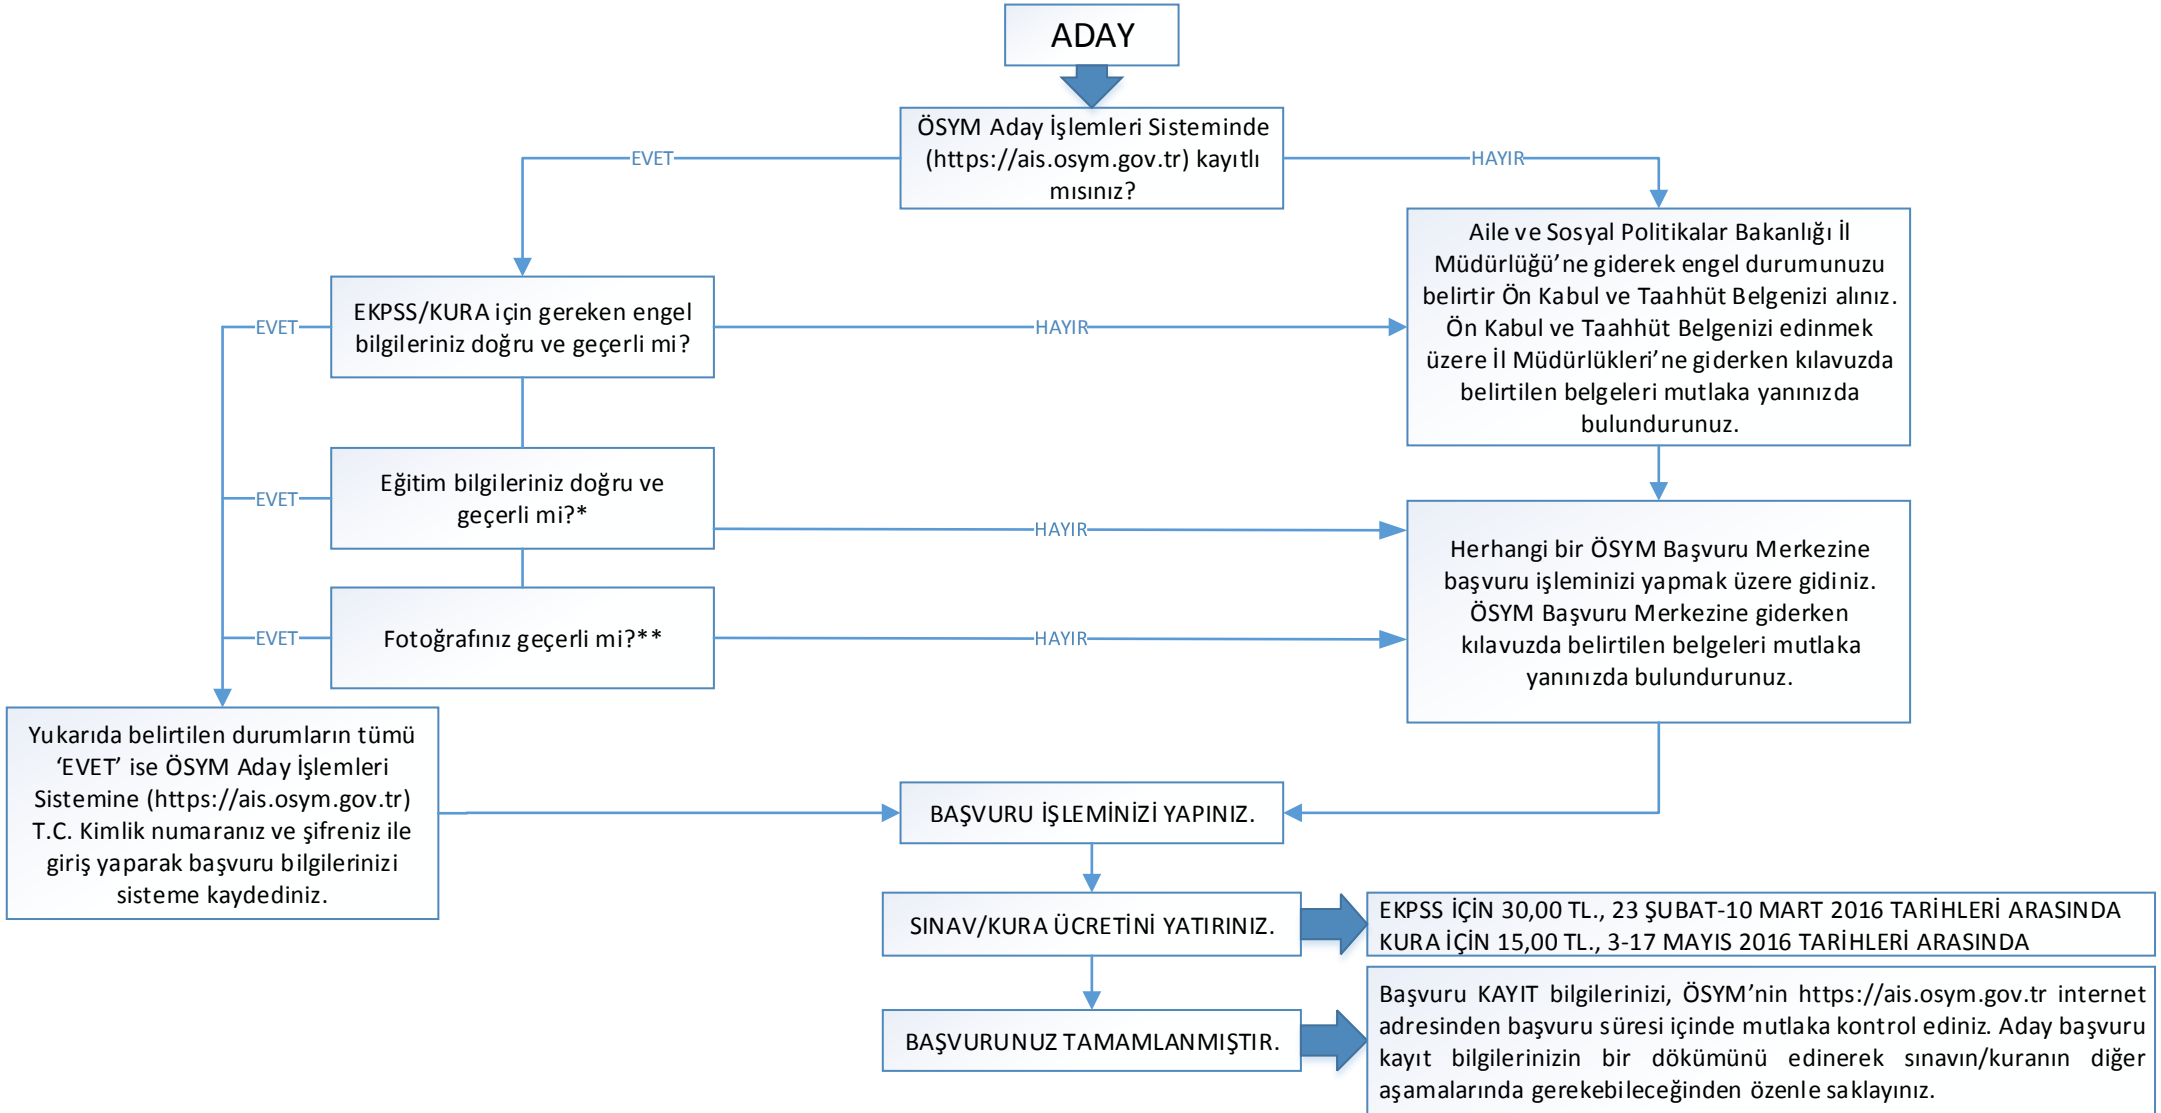 ADAY
ÖSYM Aday İşlemleri Sisteminde
(https://ais.osym.gov.tr) kayıtlı
mısınız?
EVET
HAYIR
Aile ve Sosyal Politikalar Bakanlığı İl
Müdürlüğü’ne giderek engel durumunuzu
belirtir Ön Kabul ve Taahhüt Belgenizi alınız.
Ön Kabul ve Taahhüt Belgenizi edinmek
üzere İl Müdürlükleri’ne giderken kılavuzda
belirtilen belgeleri mutlaka yanınızda
bulundurunuz.
EKPSS/KURA için gereken engel
bilgileriniz doğru ve geçerli mi?
EVET
HAYIR
Eğitim bilgileriniz doğru ve
geçerli mi?*
EVET
HAYIR
Herhangi bir ÖSYM Başvuru Merkezine
başvuru işleminizi yapmak üzere gidiniz.
ÖSYM Başvuru Merkezine giderken
kılavuzda belirtilen belgeleri mutlaka
yanınızda bulundurunuz.
Fotoğrafınız geçerli mi?**
EVET
HAYIR
Yukarıda belirtilen durumların tümü
‘EVET’ ise ÖSYM Aday İşlemleri
Sistemine (https://ais.osym.gov.tr)
T.C. Kimlik numaranız ve şifreniz ile
giriş yaparak başvuru bilgilerinizi
sisteme kaydediniz.
BAŞVURU İŞLEMİNİZİ YAPINIZ.
SINAV/KURA ÜCRETİNİ YATIRINIZ.
EKPSS İÇİN 30,00 TL., 23 ŞUBAT-10 MART 2016 TARİHLERİ ARASINDA
KURA İÇİN 15,00 TL., 3-17 MAYIS 2016 TARİHLERİ ARASINDA
BAŞVURUNUZ TAMAMLANMIŞTIR.
Başvuru KAYIT bilgilerinizi, ÖSYM’nin https://ais.osym.gov.tr internet
adresinden başvuru süresi içinde mutlaka kontrol ediniz. Aday başvuru
kayıt bilgilerinizin bir dökümünü edinerek sınavın/kuranın diğer
aşamalarında gerekebileceğinden özenle saklayınız.